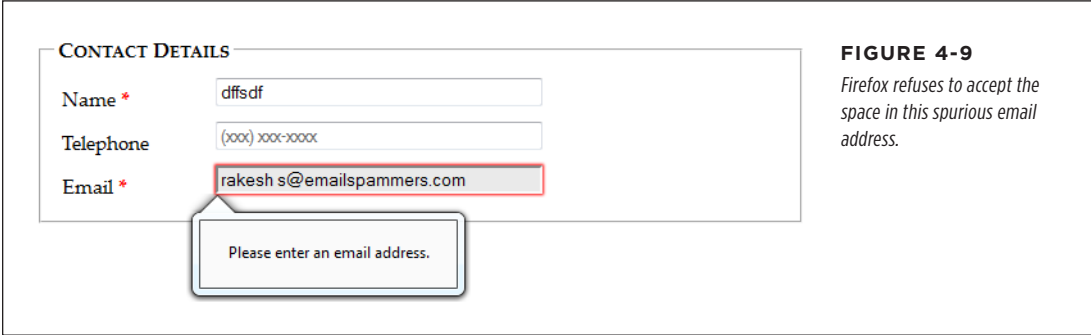 CONTACT DETAILS
Name *
dffsdf
Telephone
(xxx) xxx-xxxx
Email *
rakesh s@emailspammers.com
Please enter an email address.
FIGURE 4-9
Firefox refuses to accept the
space in this spurious email
address.